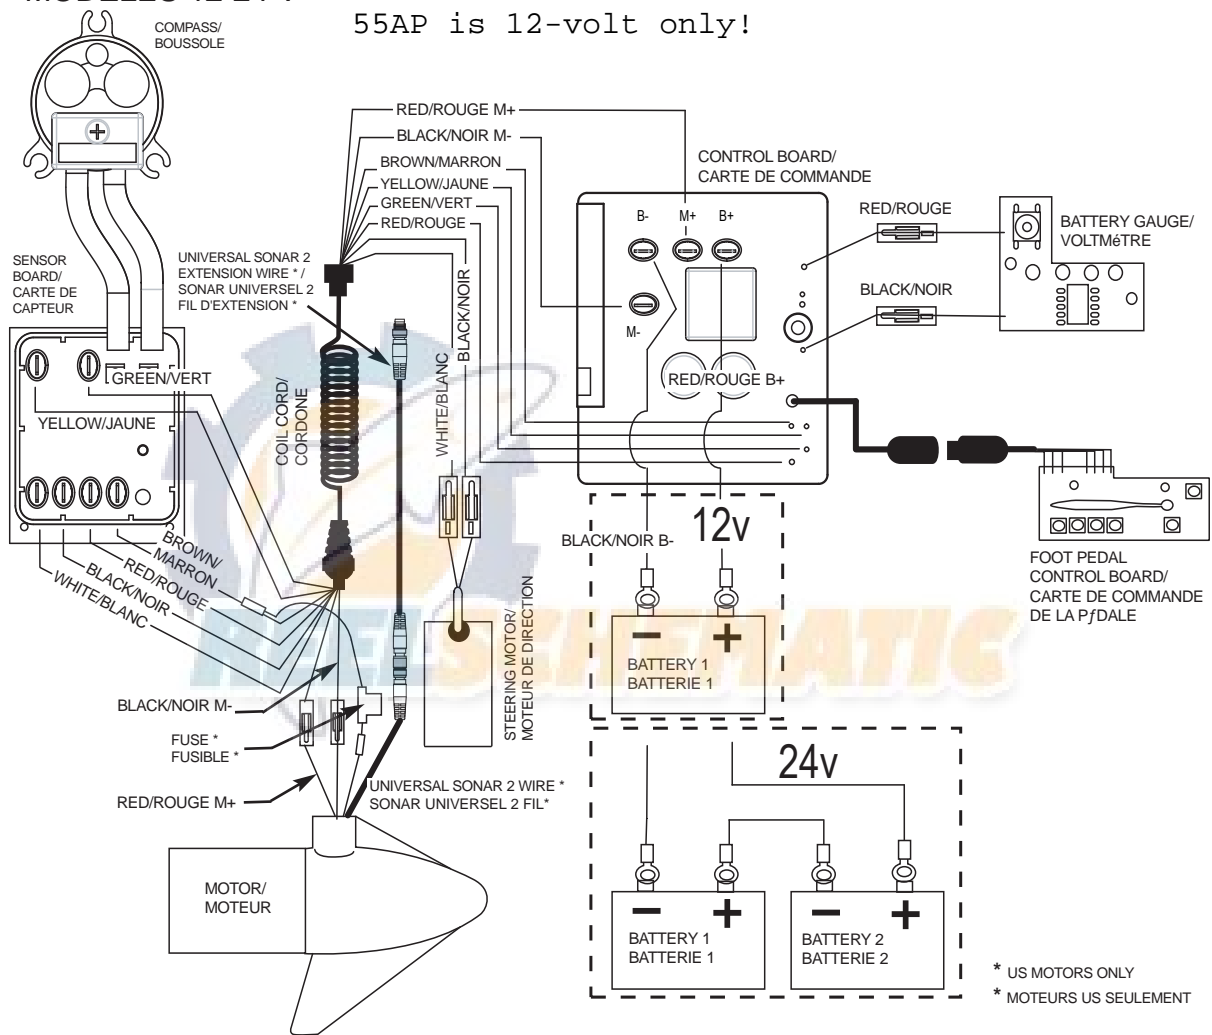 55AP is 12-volt only!
COMPASS/
BOUSSOLE
RED/ROUGE M+
BLACK/NOIR M-
BROWN/MARRON
YELLOW/JAUNE
GREEN/VERT
RED/ROUGE
CONTROL BOARD/
CARTE DE COMMANDE
B-
M+
B+
M-
RED/ROUGE
BLACK/NOIR
BATTERY GAUGE/
VOLTMéTRE
SENSOR
BOARD/
CARTE DE
CAPTEUR
UNIVERSAL SONAR 2
EXTENSION WIRE * /
SONAR UNIVERSEL 2
FIL D'EXTENSION *
GREEN/VERT
YELLOW/JAUNE
COIL CORD/
CORDONE
WHITE/BLANC
BLACK/NOIR
RED/ROUGE B+
BROWN/
MARRON
RED/ROUGE
BLACK/NOIR
WHITE/BLANC
BLACK/NOIR B-
12v
FOOT PEDAL
CONTROL BOARD/
CARTE DE COMMANDE
DE LA PƒDALE
BATTERY 1
BATTERIE 1
STEERING MOTOR/
MOTEUR DE DIRECTION
REELSCHEMATIC
BLACK/NOIR M-
FUSE *
FUSIBLE *
RED/ROUGE M+
UNIVERSAL SONAR 2 WIRE *
SONAR UNIVERSEL 2 FIL*
24v
MOTOR/
MOTEUR
BATTERY 1
BATTERIE 1
BATTERY 2
BATTERIE 2
* US MOTORS ONLY
* MOTEURS US SEULEMENT